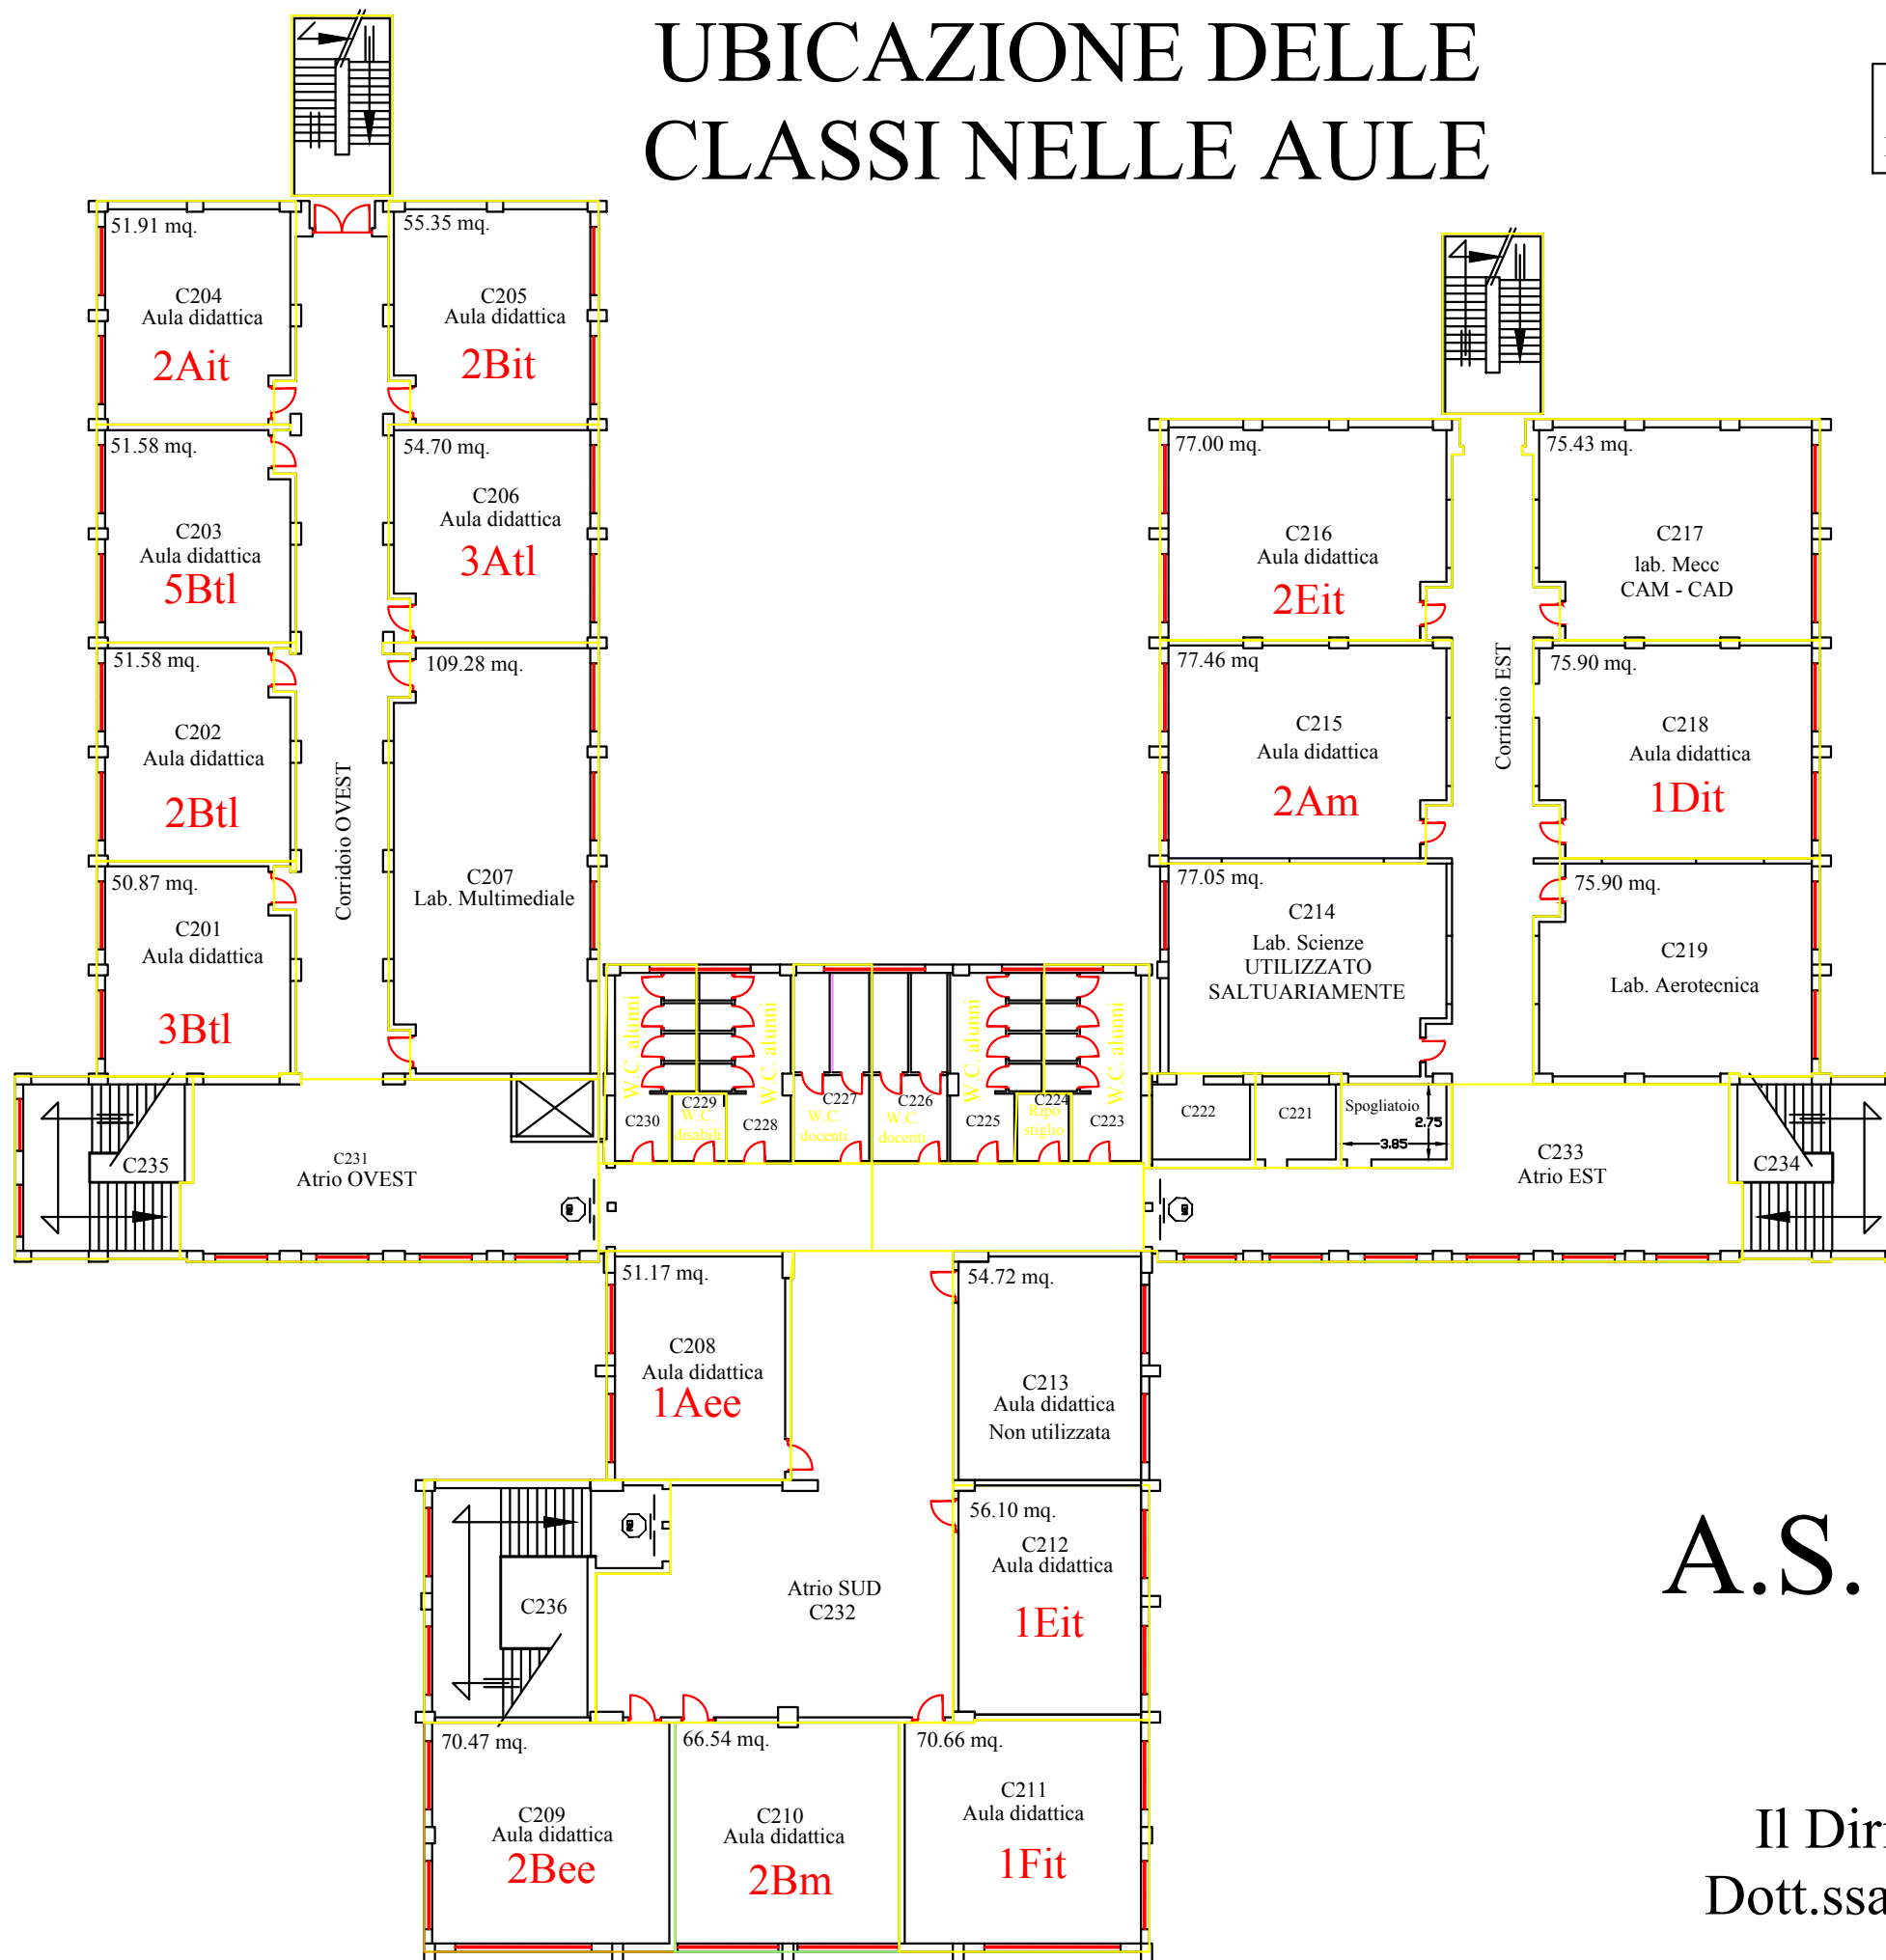 UBICAZIONE DELLE
CLASSI NELLE AULE
51.91 mq.
C204
Aula didattica
2Ait
55.35 mq.
C205
Aula didattica
2Bit
51.58 mq.
C203
Aula didattica
5Btl
54.70 mq.
C206
Aula didattica
3Atl
51.58 mq.
C202
Aula didattica
2Btl
109.28 mq.
C207
Lab. Multimediale
50.87 mq.
C201
Aula didattica
3Btl
Corridoio OVEST
77.00 mq.
C216
Aula didattica
2Eit
75.43 mq.
C217
lab. Mecc
CAM - CAD
77.46 mq
C215
Aula didattica
2Am
Corridoio EST
75.90 mq.
C218
Aula didattica
1Dit
77.05 mq.
C214
Lab. Scienze
UTILIZZATO
SALTUARIAMENTE
75.90 mq.
C219
Lab. Aerotecnica
W.C. alunni
W.C. alunni
W.C. alunni
W.C. alunni
C230
C229
W.C.
disabili
C228
C227
W.C.
docenti
C226
W.C.
docenti
C225
C224
Ripo
stiglio
C223
C222
C221
Spogliatoio
2.75
3.85
C235
C231
Atrio OVEST
C233
Atrio EST
C234
51.17 mq.
C208
Aula didattica
1Aee
54.72 mq.
C213
Aula didattica
Non utilizzata
56.10 mq.
C212
Aula didattica
1Eit
Atrio SUD
C232
C236
A.S.
70.47 mq.
C209
Aula didattica
2Bee
66.54 mq.
C210
Aula didattica
2Bm
70.66 mq.
C211
Aula didattica
1Fit
Il Dir
Dott.ssa